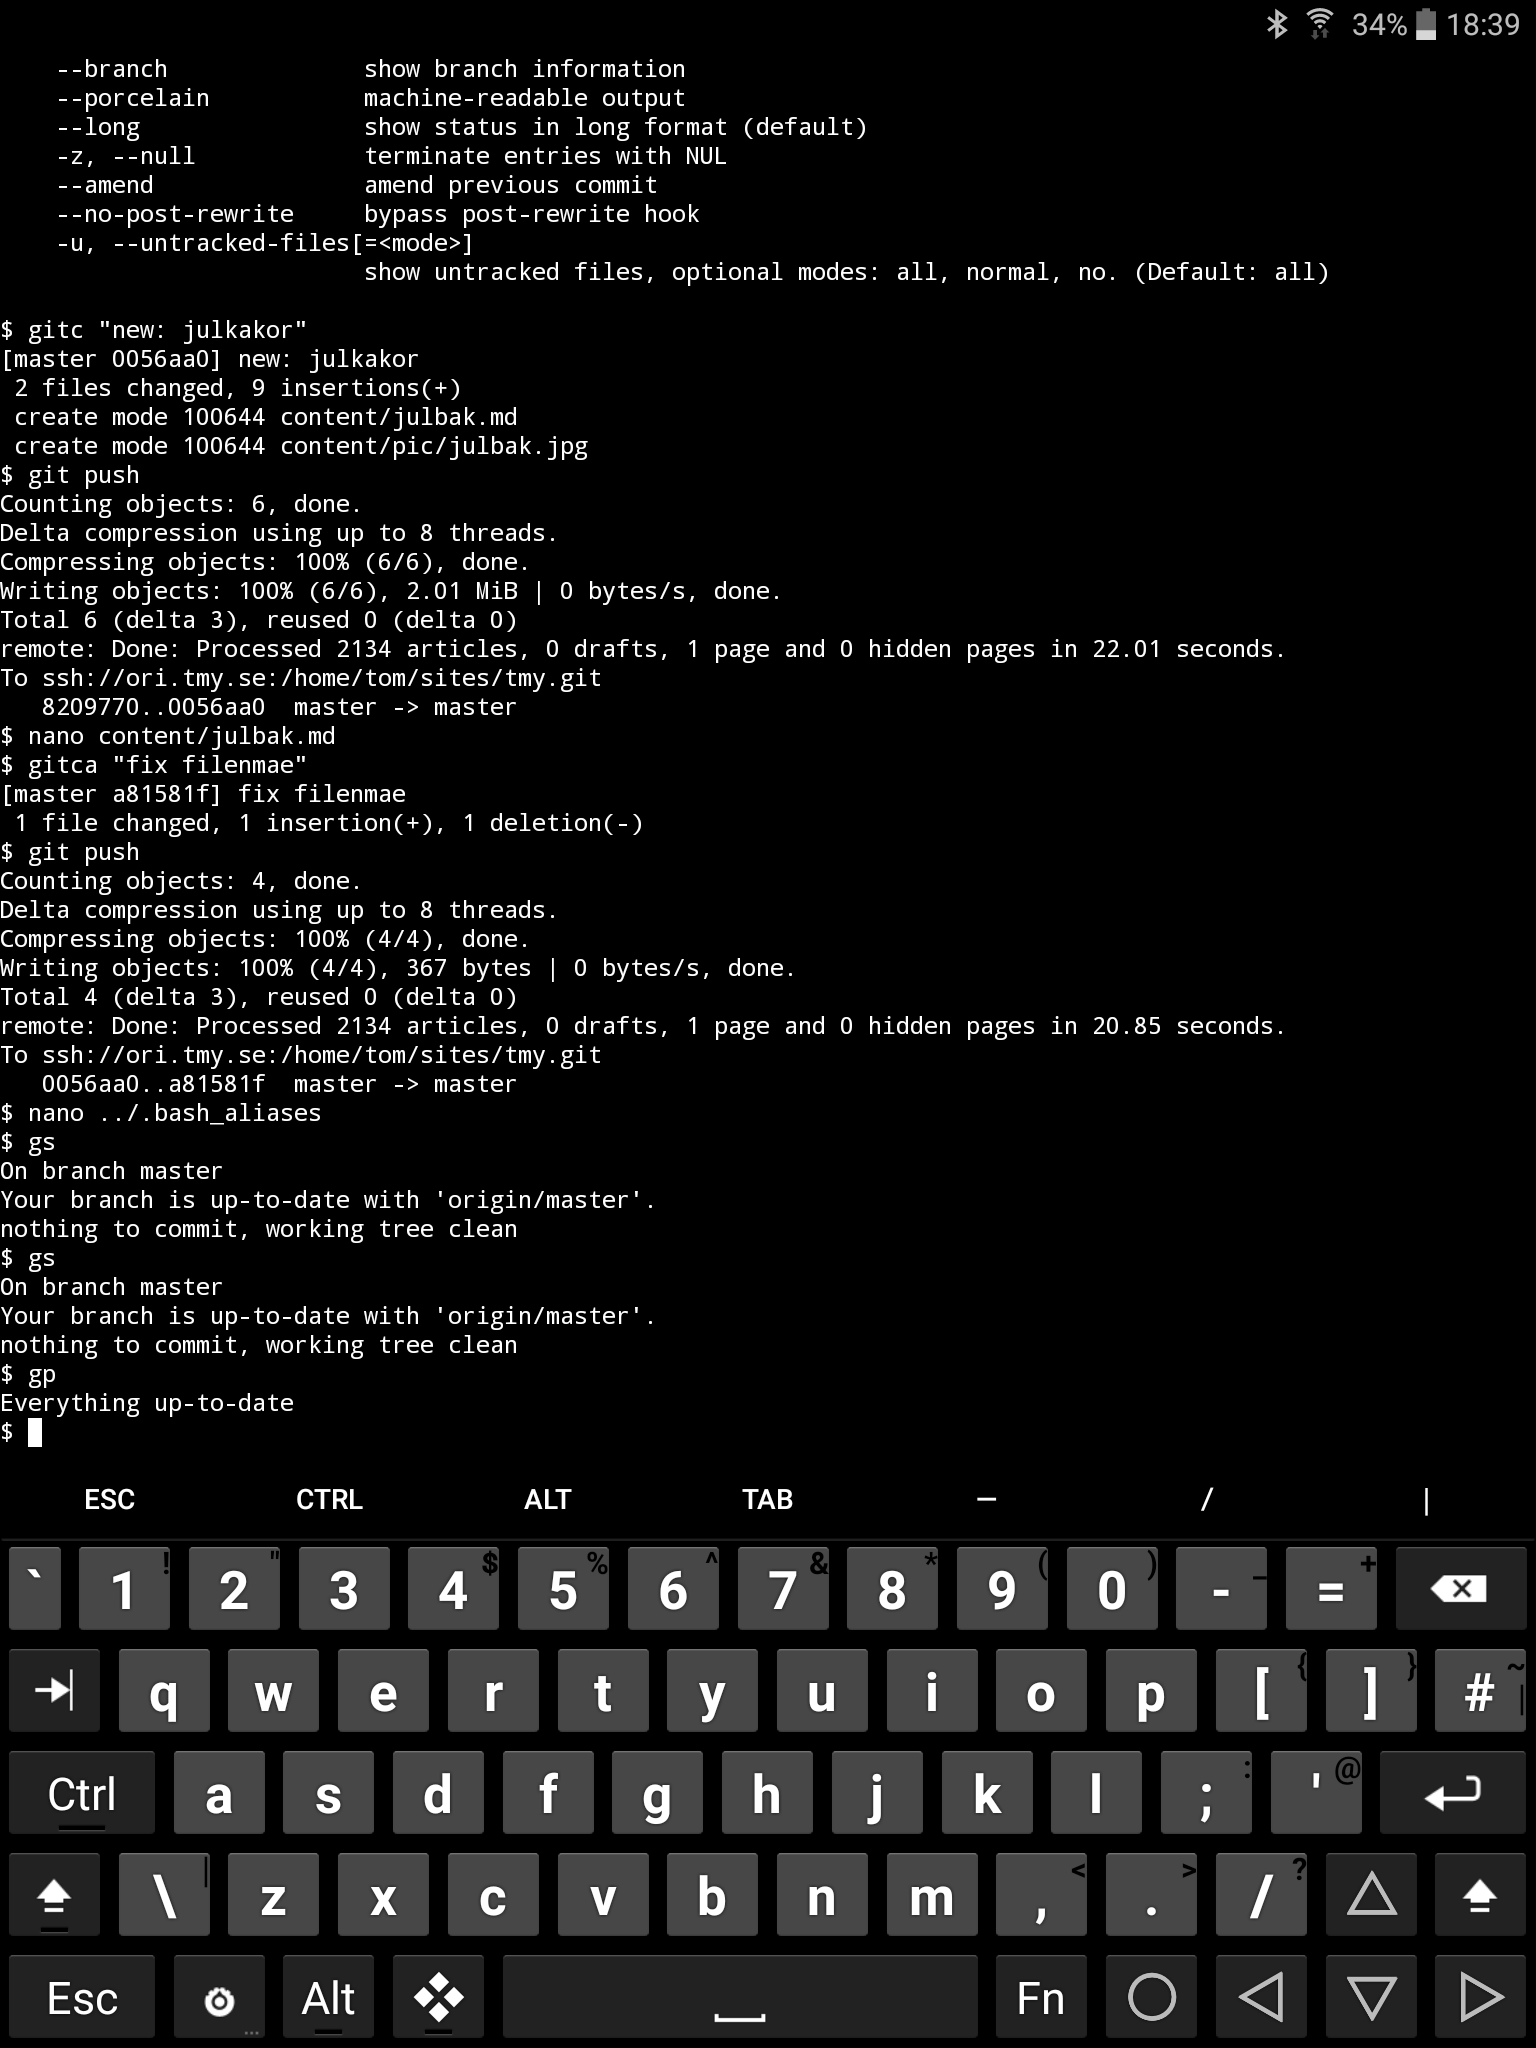 34% 18:39
--branch show branch information
--porcelain machine-readable output
--long show status in long format (default)
-z, --null terminate entries with NUL
--amend amend previous commit
--no-post-rewrite bypass post-rewrite hook
-u, --untracked-files[=<mode>]
show untracked files, optional modes: all, normal, no. (Default: all)
$ gitc "new: julkakor"
[master 0056aa0] new: julkakor
2 files changed, 9 insertions(+)
create mode 100644 content/julbak.md
create mode 100644 content/pic/julbak.jpg
$ git push
Counting objects: 6, done.
Delta compression using up to 8 threads.
Compressing objects: 100% (6/6), done.
Writing objects: 100% (6/6), 2.01 MiB | 0 bytes/s, done.
Total 6 (delta 3), reused 0 (delta 0)
remote: Done: Processed 2134 articles, 0 drafts, 1 page and 0 hidden pages in 22.01 seconds.
To ssh://ori.tmy.se:/home/tom/sites/tmy.git
8209770..0056aa0 master -> master
$ nano content/julbak.md
$ gitca "fix filenmae"
[master a81581f] fix filenmae
1 file changed, 1 insertion(+), 1 deletion(-)
$ git push
Counting objects: 4, done.
Delta compression using up to 8 threads.
Compressing objects: 100% (4/4), done.
Writing objects: 100% (4/4), 367 bytes | 0 bytes/s, done.
Total 4 (delta 3), reused 0 (delta 0)
remote: Done: Processed 2134 articles, 0 drafts, 1 page and 0 hidden pages in 20.85 seconds.
To ssh://ori.tmy.se:/home/tom/sites/tmy.git
0056aa0..a81581f master -> master
$ nano ../.bash_aliases
$ gs
On branch master
Your branch is up-to-date with 'origin/master'.
nothing to commit, working tree clean
$ gs
On branch master
Your branch is up-to-date with 'origin/master'.
nothing to commit, working tree clean
$ gp
Everything up-to-date
$
ESC CTRL ALT TAB — / |
` 1 ! 2 " 3 4 $ 5 % 6 ^ 7 & 8 * 9 ( 0 ) - _ = +
q w e r t y u i o p [ { ] } # ~ |
Ctrl a s d f g h j k l ; : ' @
\ | z x c v b n m , < . > / ?
Esc ... Alt Fn